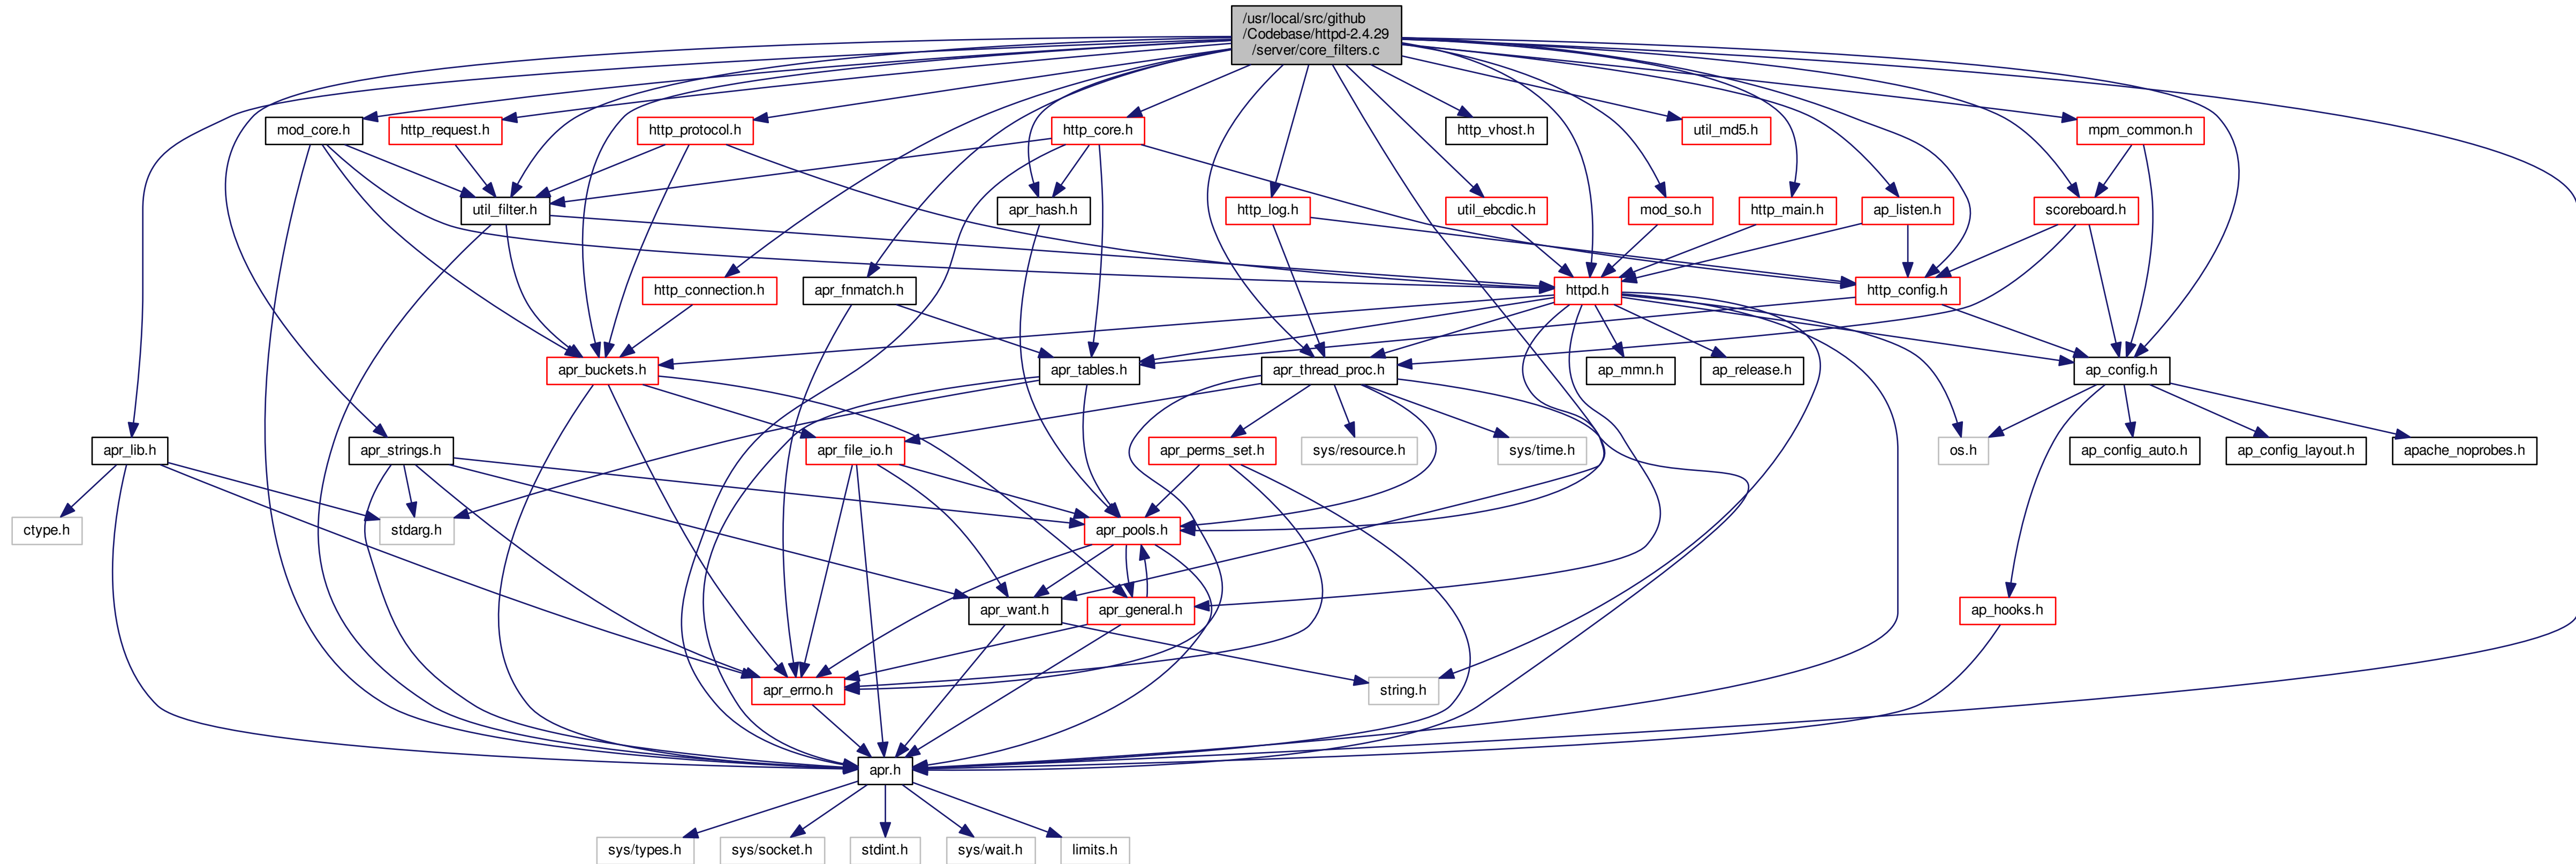 /usr/local/src/github
/Codebase/httpd-2.4.29
/server/core_filters.c
mod_core.h
http_request.h
http_protocol.h
http_core.h
http_vhost.h
util_md5.h
mpm_common.h
util_filter.h
apr_hash.h
http_log.h
util_ebcdic.h
mod_so.h
http_main.h
ap_listen.h
scoreboard.h
http_connection.h
apr_fnmatch.h
httpd.h
http_config.h
apr_buckets.h
apr_tables.h
apr_thread_proc.h
ap_mmn.h
ap_release.h
ap_config.h
apr_lib.h
apr_strings.h
apr_file_io.h
apr_perms_set.h
sys/resource.h
sys/time.h
os.h
ap_config_auto.h
ap_config_layout.h
apache_noprobes.h
ctype.h
stdarg.h
apr_pools.h
apr_want.h
apr_general.h
ap_hooks.h
apr_errno.h
string.h
apr.h
sys/types.h
sys/socket.h
stdint.h
sys/wait.h
limits.h